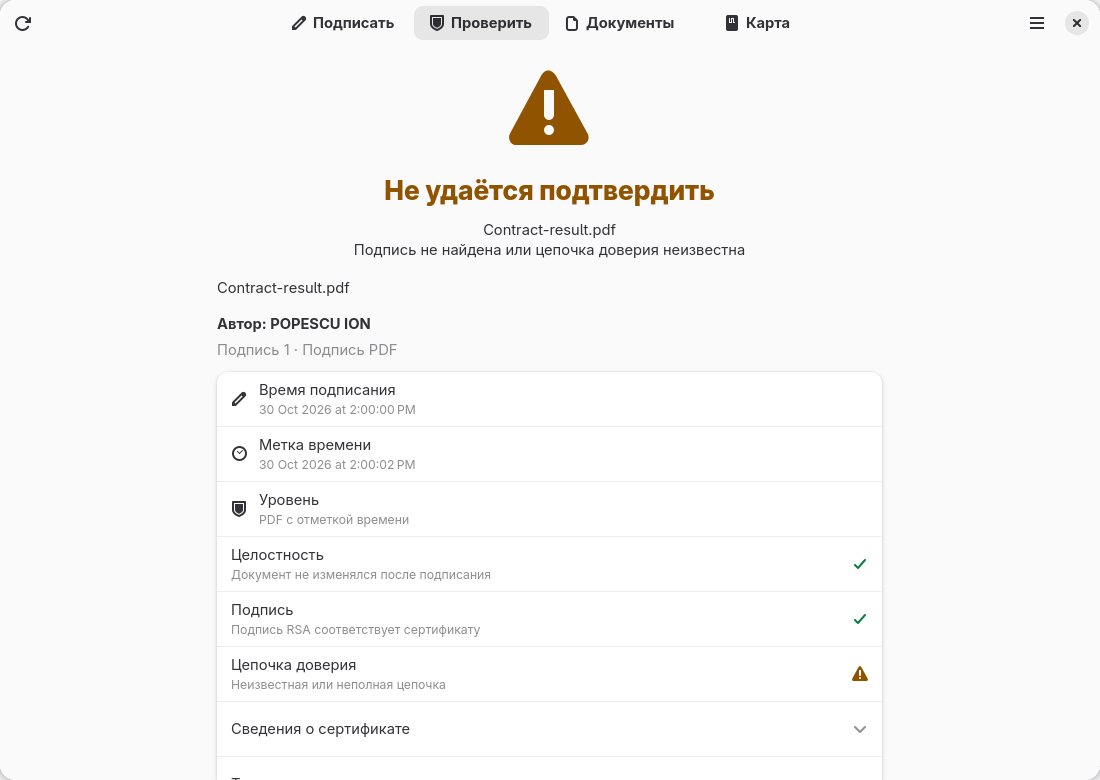 Подписать
Проверить
Документы
Карта
Не удаётся подтвердить
Contract-result.pdf
Подпись не найдена или цепочка доверия неизвестна
Contract-result.pdf
Автор: POPESCU ION
Подпись 1 · Подпись PDF
Время подписания
30 Oct 2026 at 2:00:00 PM
Метка времени
30 Oct 2026 at 2:00:02 PM
Уровень
PDF с отметкой времени
Целостность
Документ не изменялся после подписания
Подпись
Подпись RSA соответствует сертификату
Цепочка доверия
Неизвестная или неполная цепочка
Сведения о сертификате